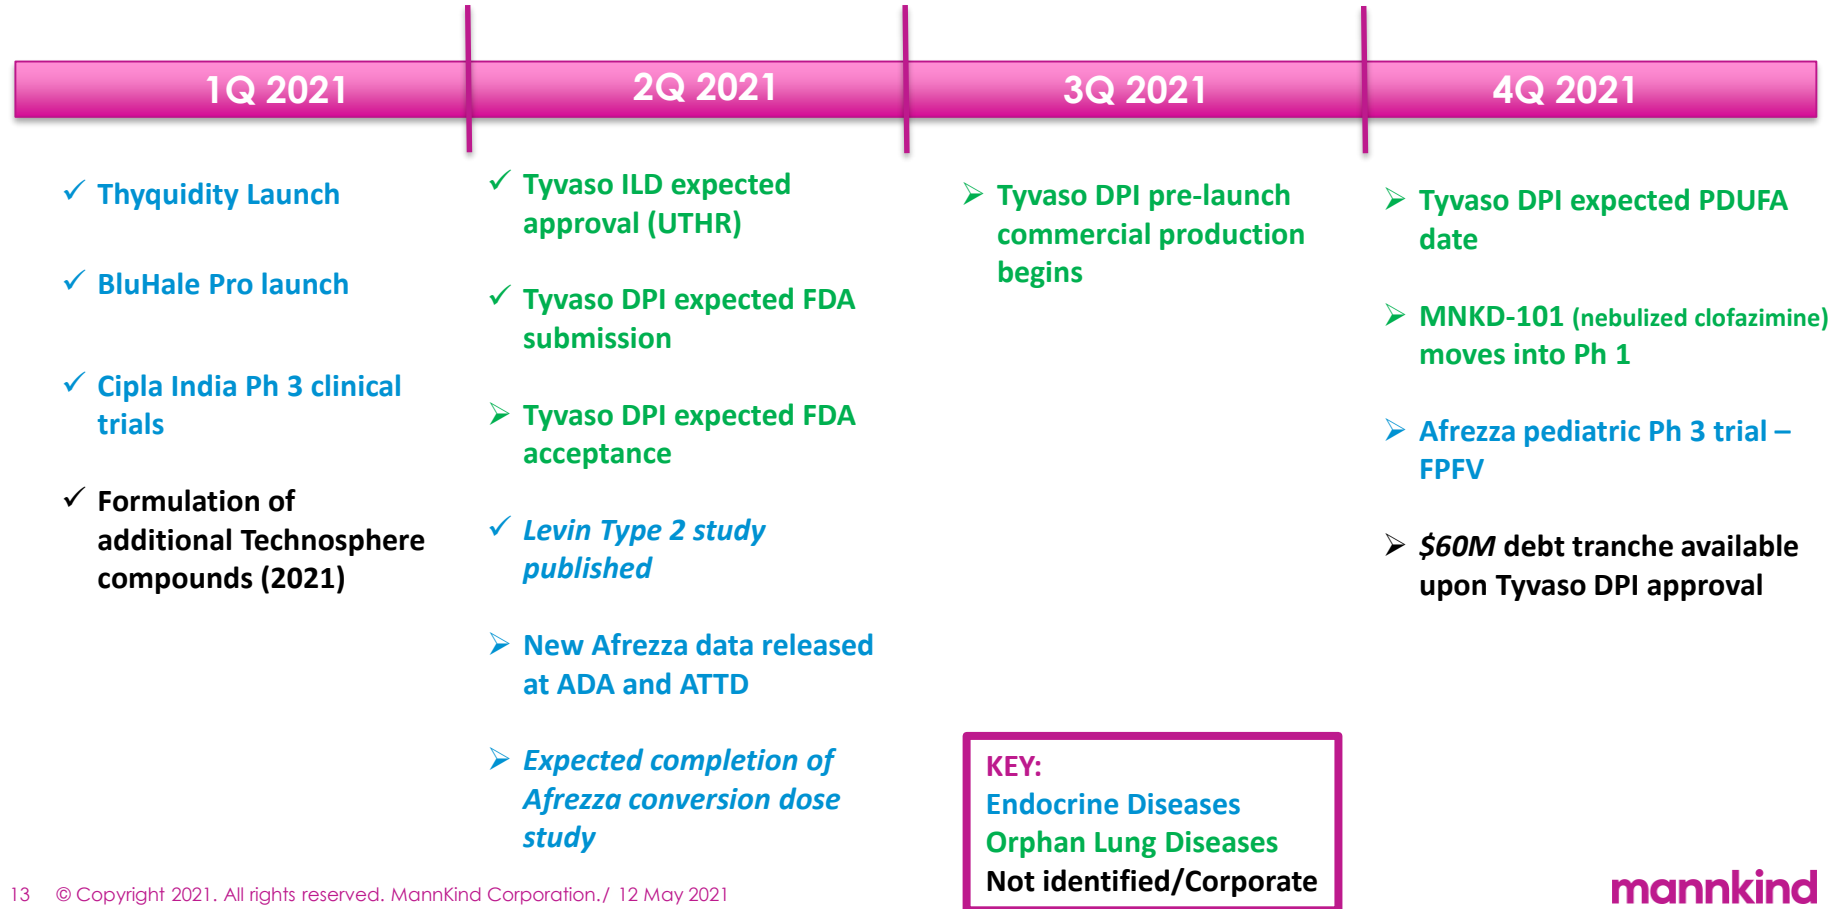 1Q 2021
2Q 2021
3Q 2021
4Q 2021
✓ Thyquidity Launch
✓ BluHale Pro launch
✓ Cipla India Ph 3 clinical
trials
✓ Formulation of
additional Technosphere
compounds (2021)
✓ Tyvaso ILD expected
approval (UTHR)
✓ Tyvaso DPI expected FDA
submission
➢ Tyvaso DPI expected FDA
acceptance
✓ Levin Type 2 study
published
➢ New Afrezza data released
at ADA and ATTD
➢ Expected completion of
Afrezza conversion dose
study
➢ Tyvaso DPI pre-launch
commercial production
begins
➢ Tyvaso DPI expected PDUFA
date
➢ MNKD-101 (nebulized clofazimine)
moves into Ph 1
➢ Afrezza pediatric Ph 3 trial –
FPFV
➢ $60M debt tranche available
upon Tyvaso DPI approval
KEY:
Endocrine Diseases
Orphan Lung Diseases
Not identified/Corporate
13 © Copyright 2021. All rights reserved. MannKind Corporation./ 12 May 2021
mannkind